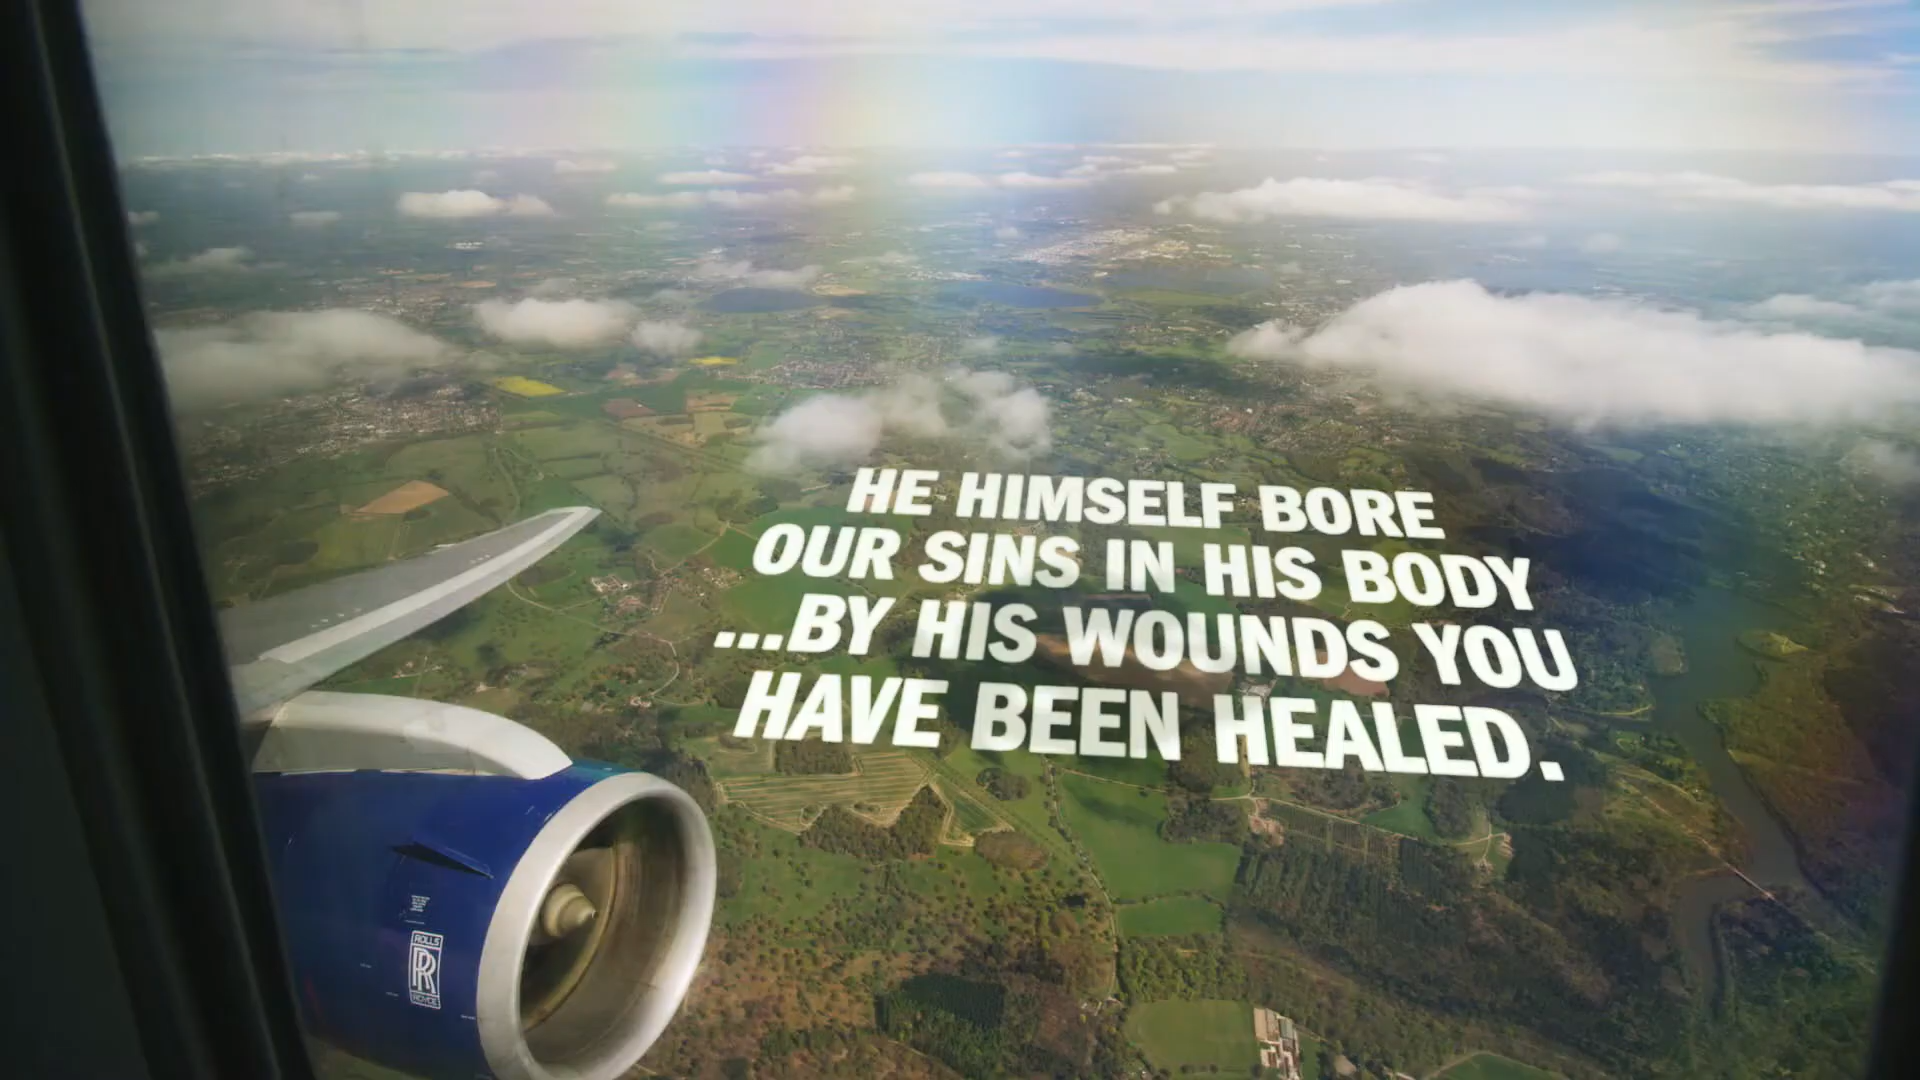 HE HIMSELF BORE
OUR SINS IN HIS BODY
...BY HIS WOUNDS YOU
HAVE BEEN HEALED.
ROLLS
RR
ROYCE